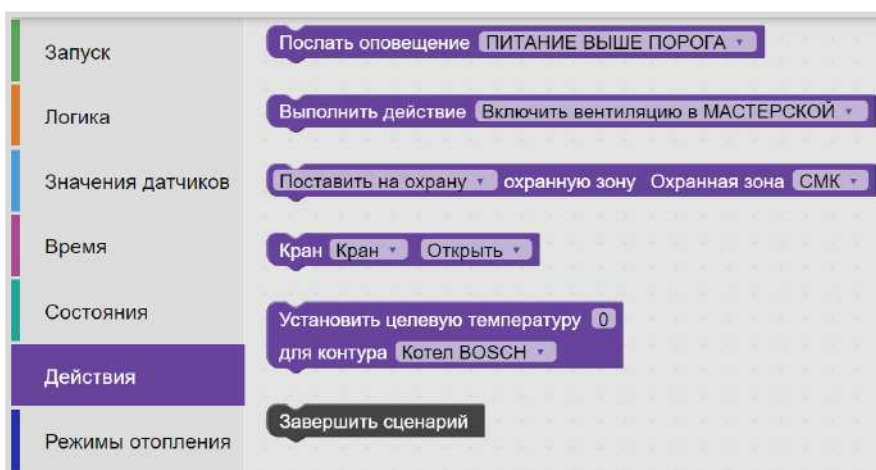 Запуск
Логика
Значения датчиков
Время
Состояния
Действия
Режимы отопления
Послать оповещение ПИТАНИЕ ВЫШЕ ПОРОГА
Выполнить действие Включить вентиляцию в МАСТЕРСКОЙ
Поставить на охрану охранную зону Охранная зона СМК
Кран Кран Открыть
Установить целевую температуру 0
для контура Котел BOSCH
Завершить сценарий